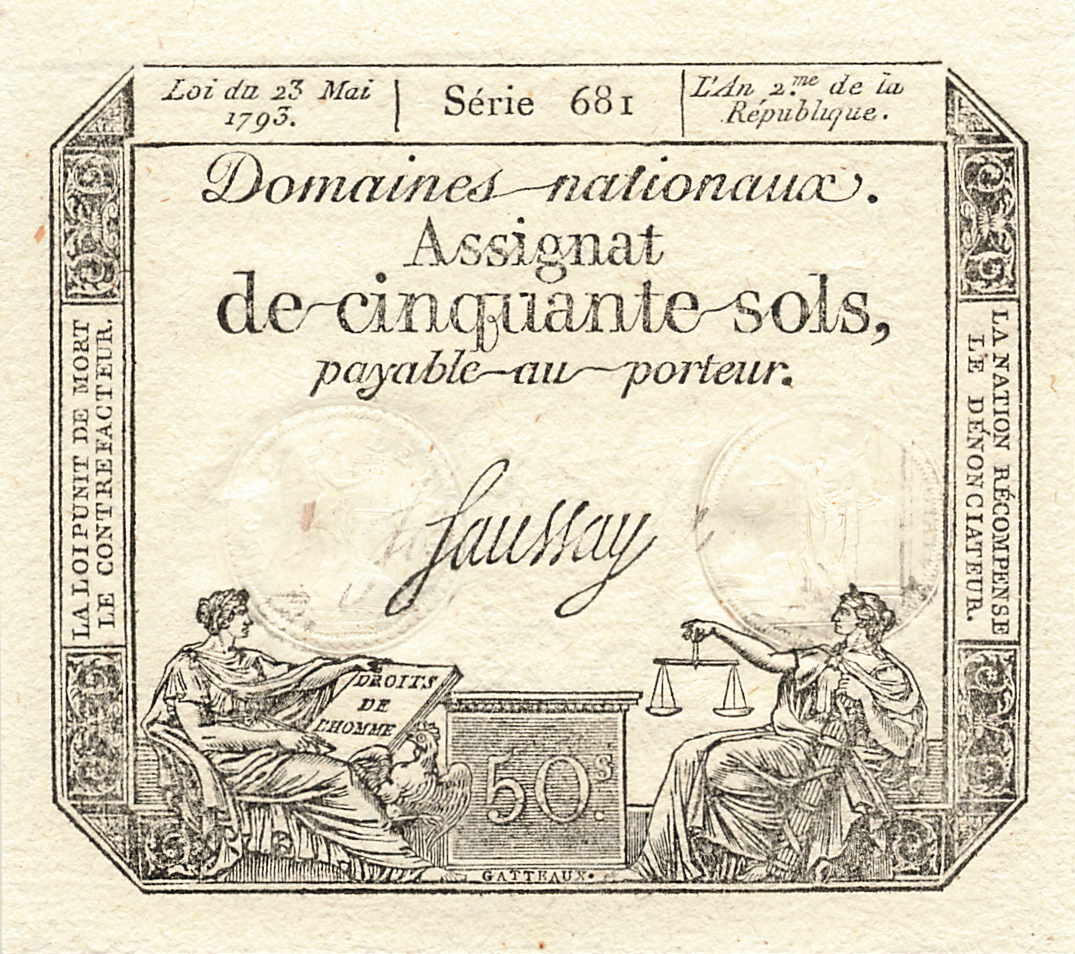 Loi du 23 Mai
1793.
Série 681
L'An 2.me de la
République.
Domaines nationaux.
Assignat
de cinquante sols,
payable au porteur.
LA LOI PUNIT DE MORT
LE CONTREFACTEUR.
LA NATION RÉCOMPENSE
LE DÉNONCIATEUR.
Saussay
DROITS
DE
L'HOMME
50.s
GATTEAUX.